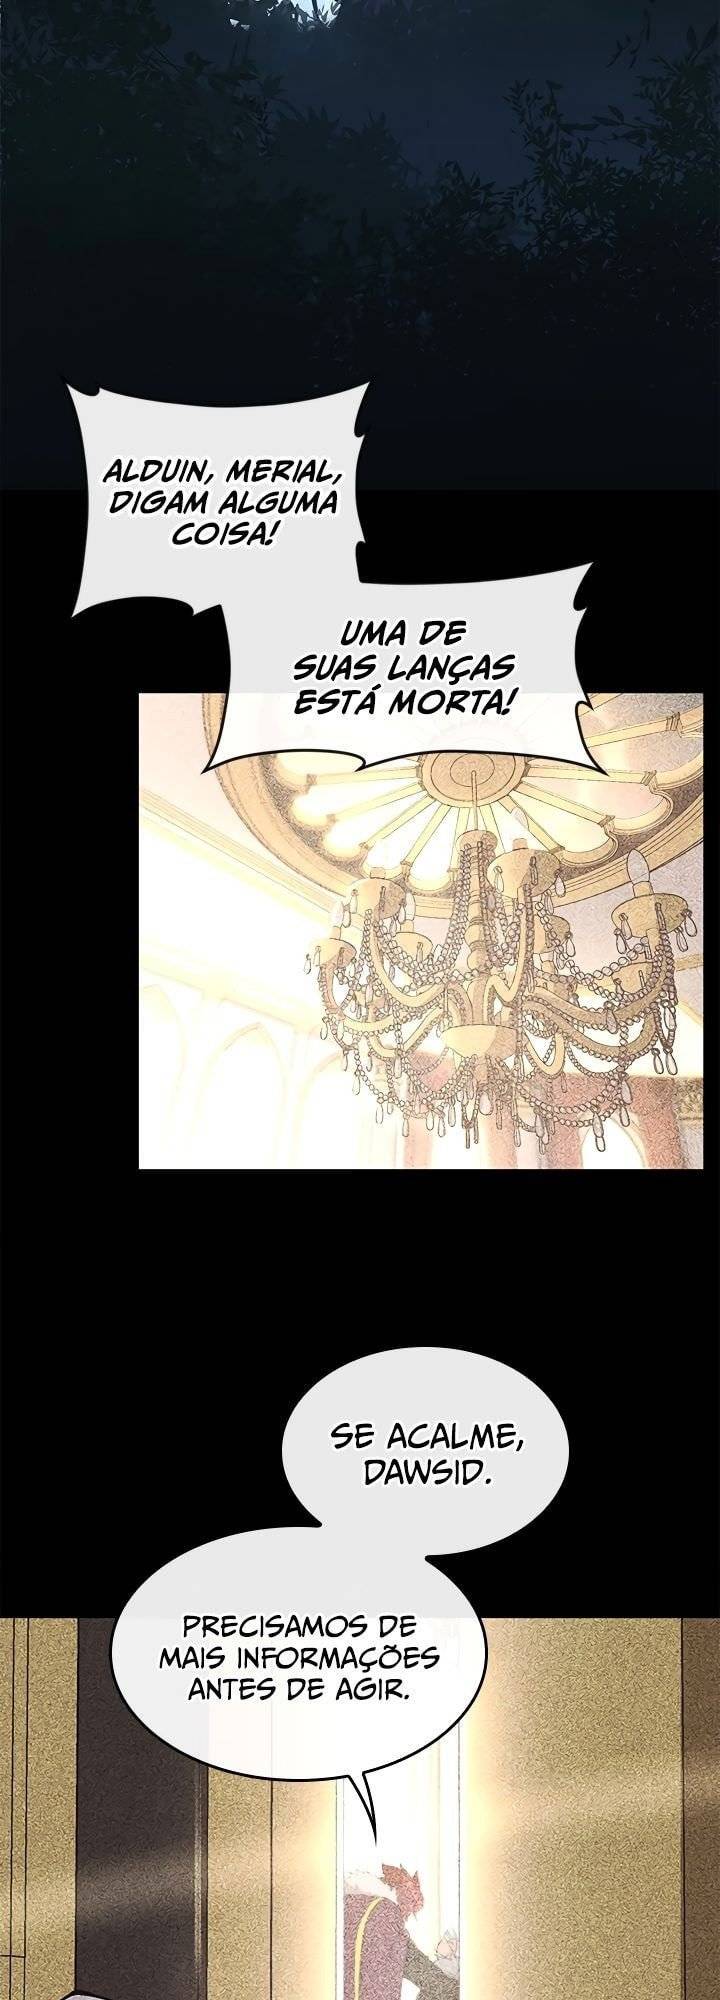 ALDUIN, MERIAL,
DIGAM ALGUMA
COISA!
UMA DE
SUAS LANÇAS
ESTÁ MORTA!
SE ACALME,
DAWSID.
PRECISAMOS DE
MAIS INFORMAÇÕES
ANTES DE AGIR.